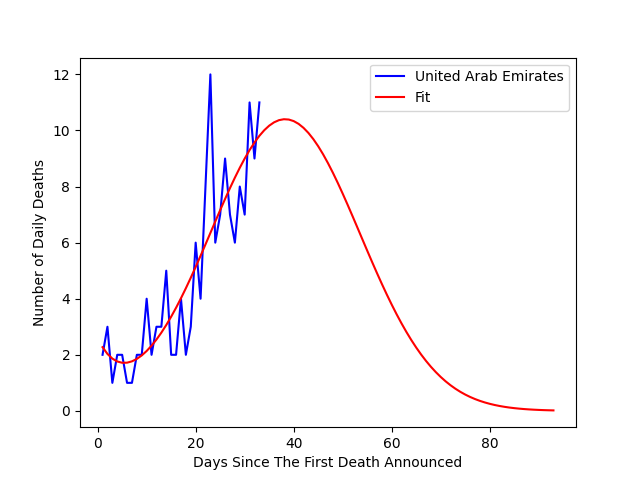 United Arab Emirates
Fit
12
10
8
6
4
2
0
Number of Daily Deaths
0 20 40 60 80
Days Since The First Death Announced